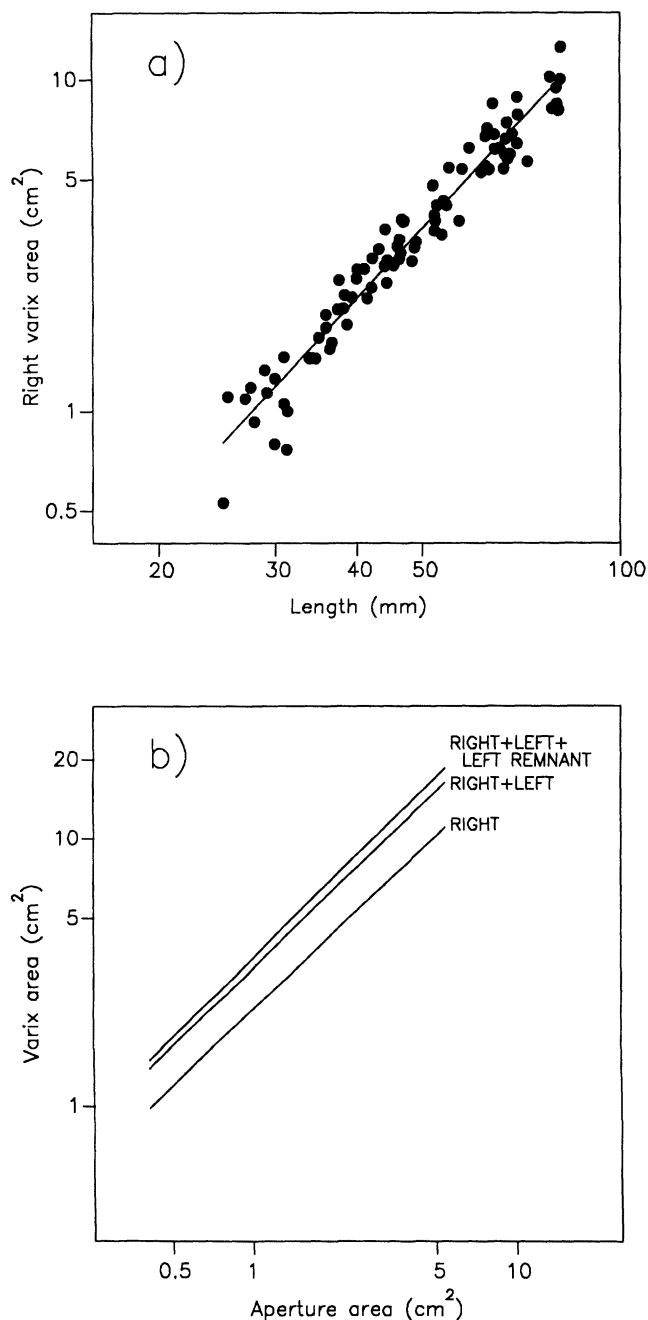 a)
10
5
1
0.5
Right varix area (cm²)
20
30
40
50
100
Length (mm)
b)
RIGHT+LEFT+
LEFT REMNANT
RIGHT+LEFT
RIGHT
20
10
5
1
Varix area (cm²)
0.5
1
5
10
Aperture area (cm²)